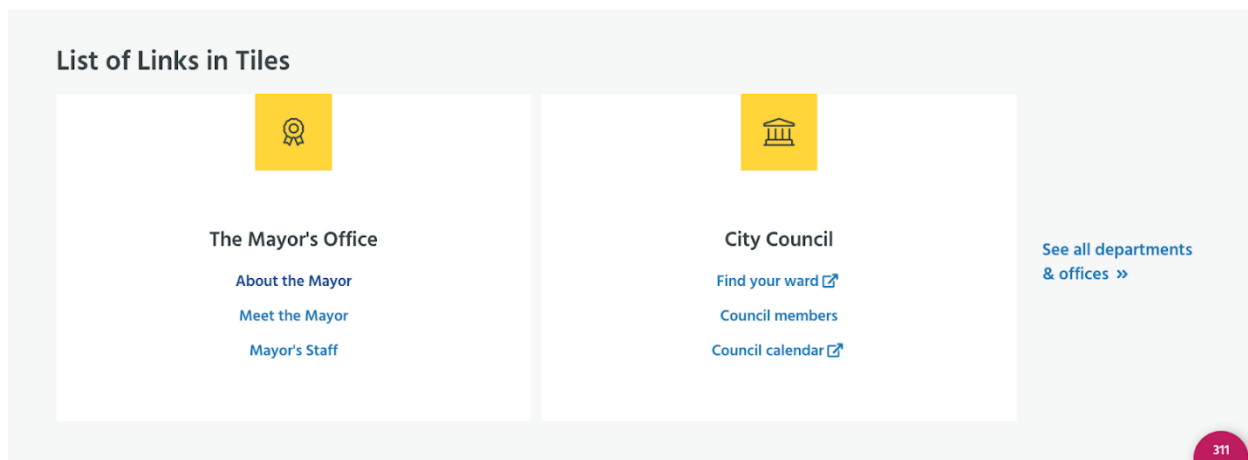 List of Links in Tiles
The Mayor's Office
About the Mayor
Meet the Mayor
Mayor's Staff
City Council
Find your ward
Council members
Council calendar
See all departments
& offices »
311